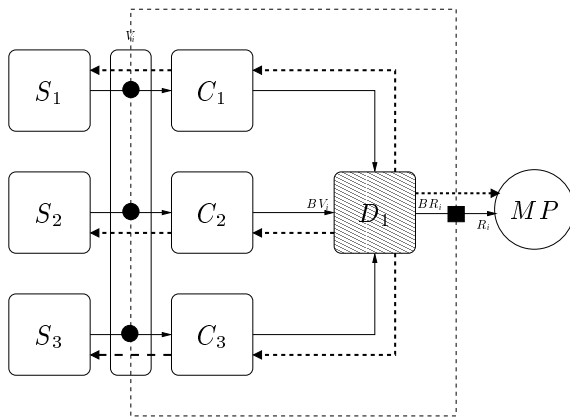 V_i
S_1
C_1
S_2
C_2
BV_i
D_1
BR_i
R_i
MP
S_3
C_3